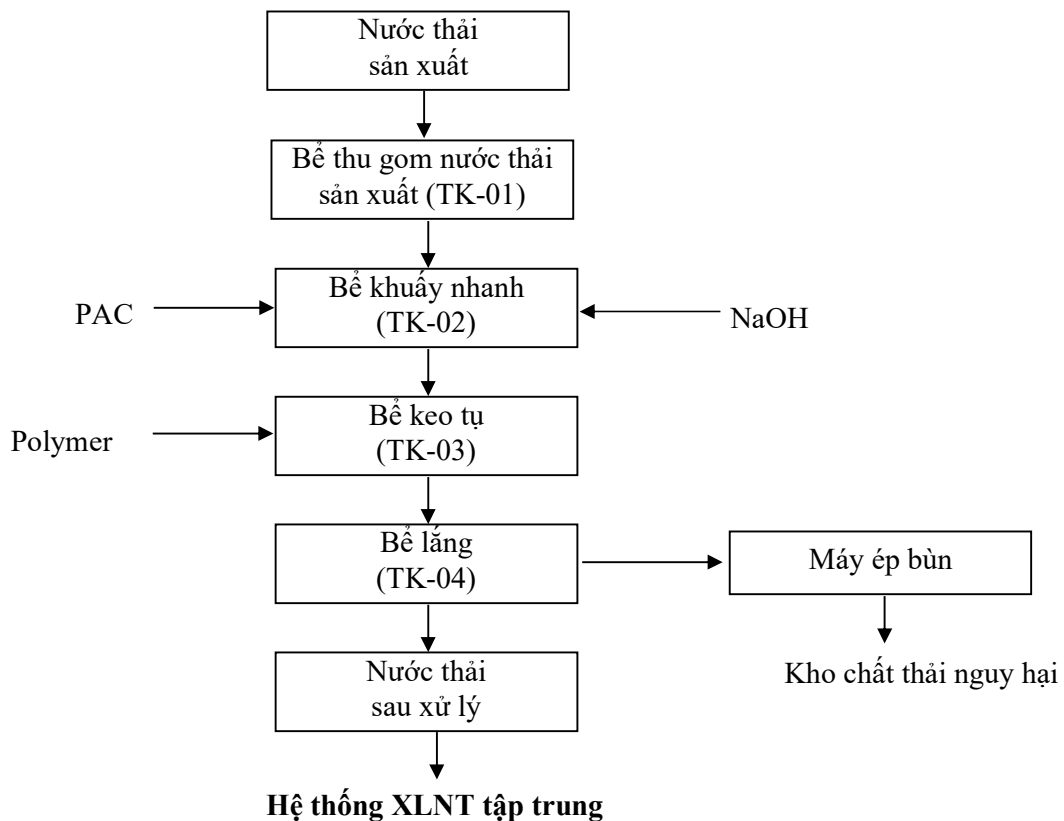 Nước thải
sản xuất
Bể thu gom nước thải
sản xuất (TK-01)
Bể khuấy nhanh
(TK-02)
PAC
NaOH
Bể keo tụ
(TK-03)
Polymer
Bể lắng
(TK-04)
Máy ép bùn
Nước thải
sau xử lý
Kho chất thải nguy hại
Hệ thống XLNT tập trung